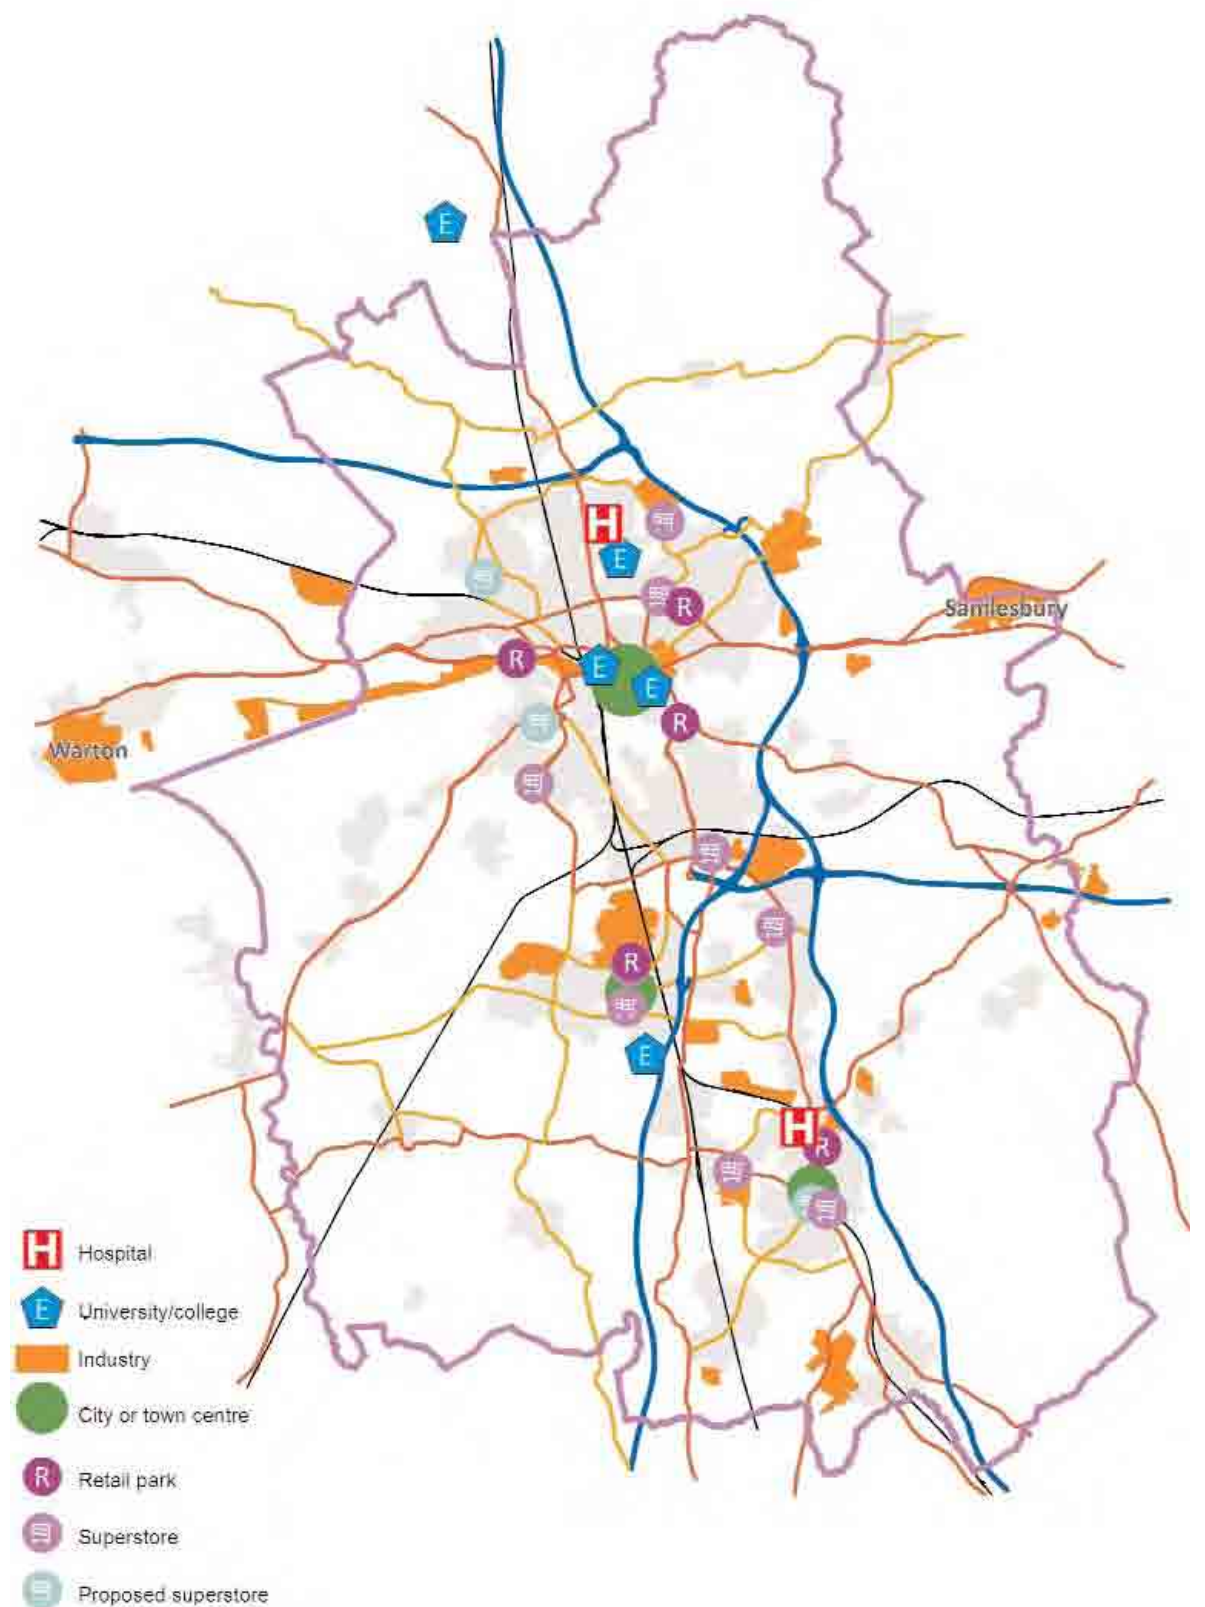 E
H
E
R
Samlesbury
R
E
E
R
Warton
R
E
H
R
H Hospital
E University/college
Industry
City or town centre
R Retail park
Superstore
Proposed superstore